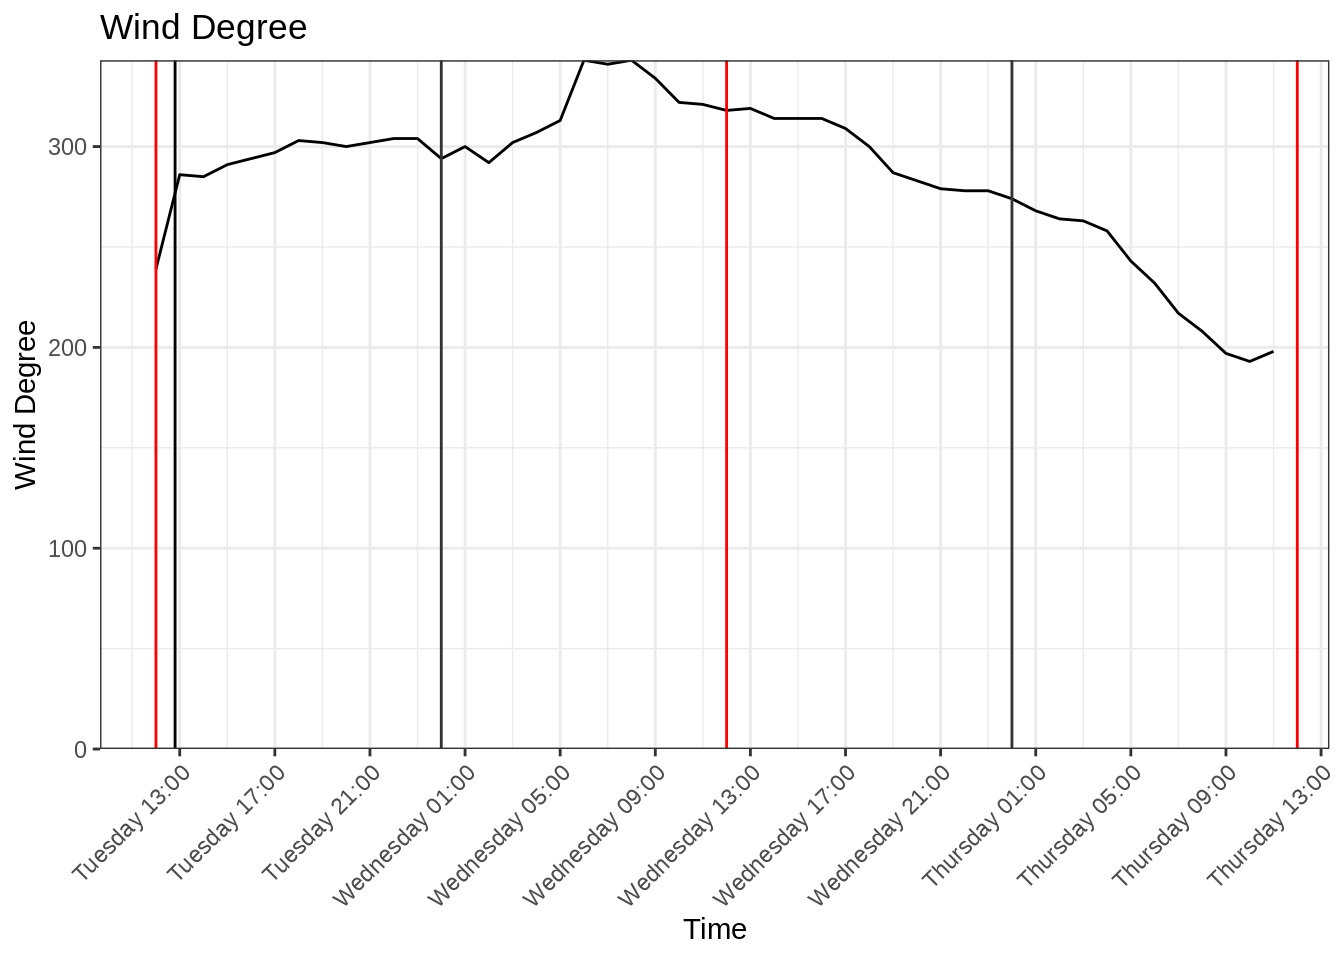 Wind Degree
Wind Degree
300
200
100
0
Tuesday 13:00
Tuesday 17:00
Tuesday 21:00
Wednesday 01:00
Wednesday 05:00
Wednesday 09:00
Wednesday 13:00
Wednesday 17:00
Wednesday 21:00
Thursday 01:00
Thursday 05:00
Thursday 09:00
Thursday 13:00
Time